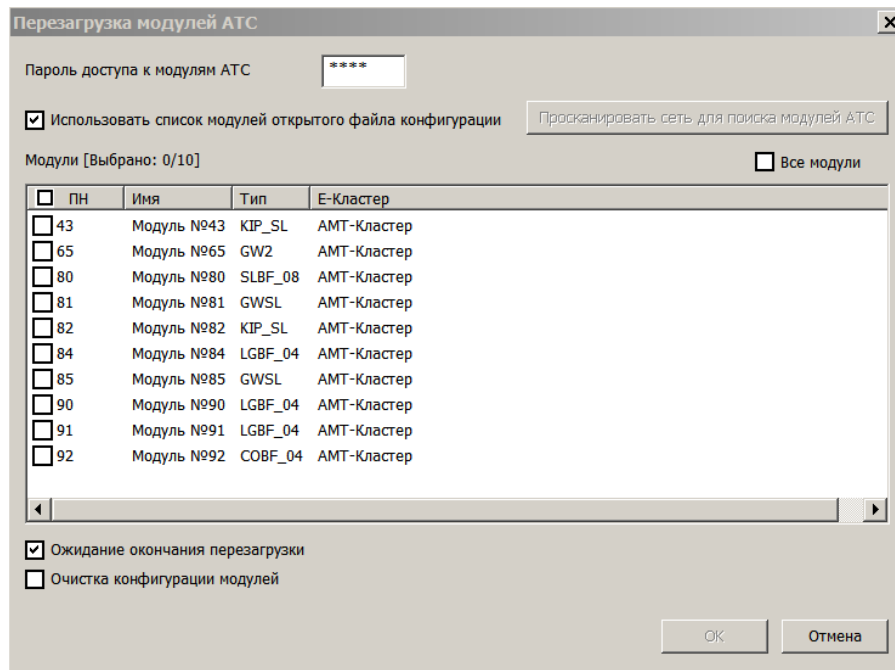 Перезагрузка модулей АТС
Пароль доступа к модулям АТС ****
Использовать список модулей открытого файла конфигурации Просканировать сеть для поиска модулей АТС
Модули [Выбрано: 0/10] Все модули
ПН Имя Тип Е-Кластер
43 Модуль №43 KIP_SL АМТ-Кластер
65 Модуль №65 GW2 АМТ-Кластер
80 Модуль №80 SLBF_08 АМТ-Кластер
81 Модуль №81 GWSL АМТ-Кластер
82 Модуль №82 KIP_SL АМТ-Кластер
84 Модуль №84 LGBF_04 АМТ-Кластер
85 Модуль №85 GWSL АМТ-Кластер
90 Модуль №90 LGBF_04 АМТ-Кластер
91 Модуль №91 LGBF_04 АМТ-Кластер
92 Модуль №92 COBF_04 АМТ-Кластер
Ожидание окончания перезагрузки
Очистка конфигурации модулей
OK Отмена